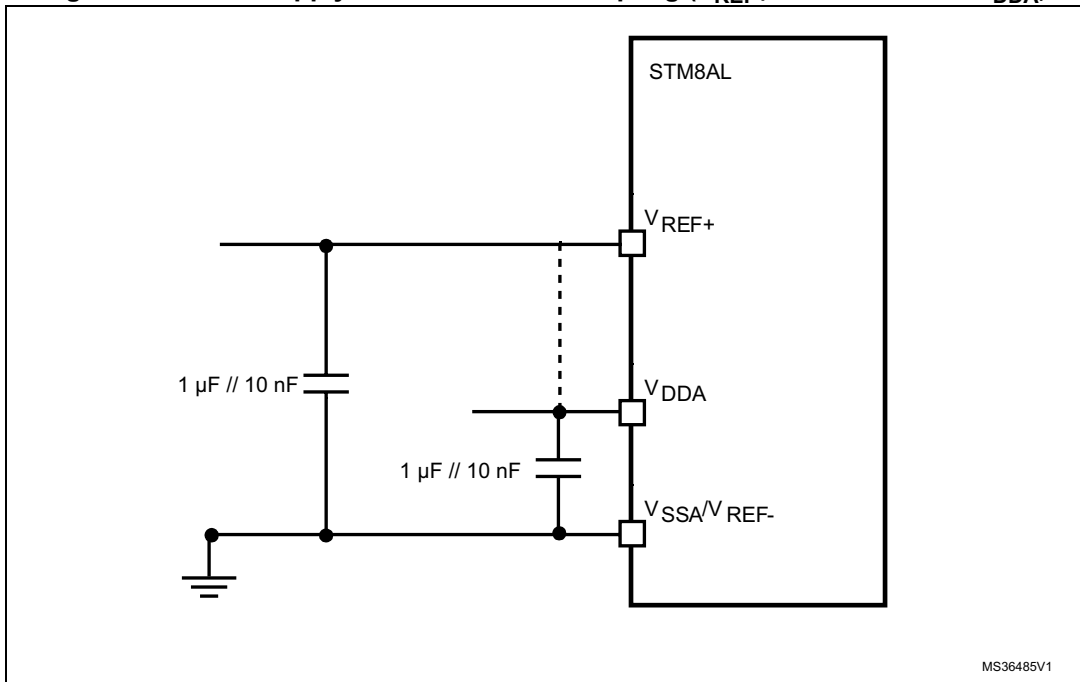 STM8AL
VREF+
1 µF // 10 nF
VDDA
1 µF // 10 nF
VSSA/VREF-
MS36485V1